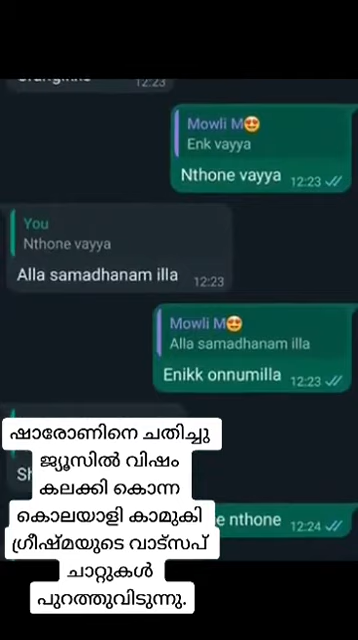 12:23
Mowli M😍
Enk vayya
Nthone vayya 12:23
You
Nthone vayya
Alla samadhanam illa 12:23
Mowli M😍
Alla samadhanam illa
Enikk onnumilla 12:23
ഷാരോണിനെ ചതിച്ചു
ജ്യൂസിൽ വിഷം
കലക്കി കൊന്ന
കൊലയാളി കാമുകി
ഗ്രീഷ്മയുടെ വാട്സപ്
ചാറ്റുകൾ
പുറത്തുവിടുന്നു.
nthone 12:24